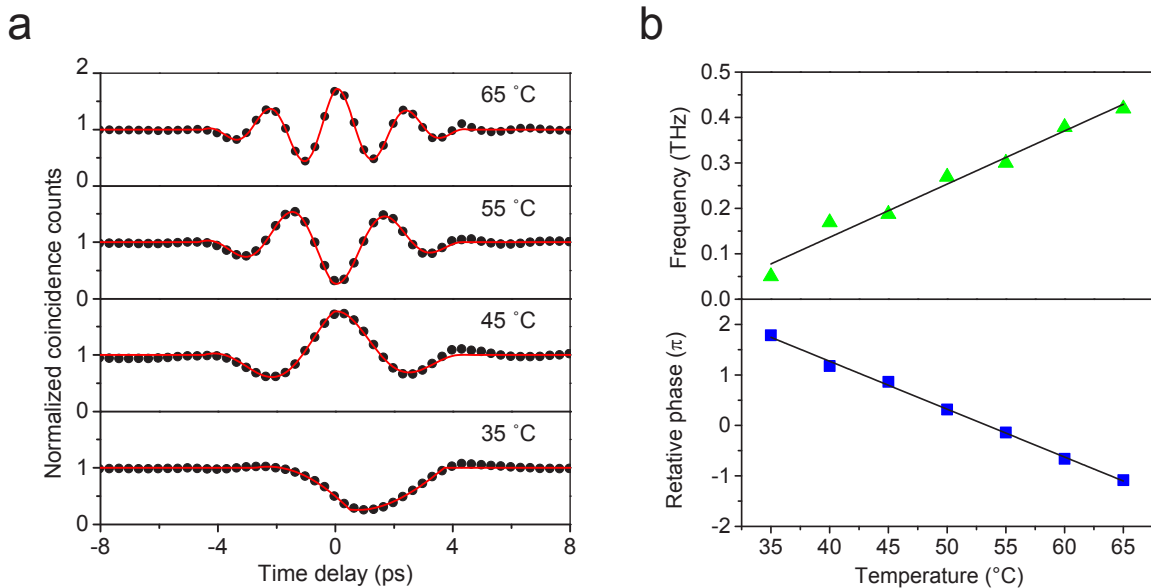 a
Normalized coincidence counts
2
1
0
65 °C
1
0
55 °C
1
0
45 °C
1
0
35 °C
-8
-4
0
4
8
Time delay (ps)
b
Frequency (THz)
0.5
0.4
0.3
0.2
0.1
0.0
Retative phase (π)
2
1
0
-1
-2
35
40
45
50
55
60
65
Temperature (°C)